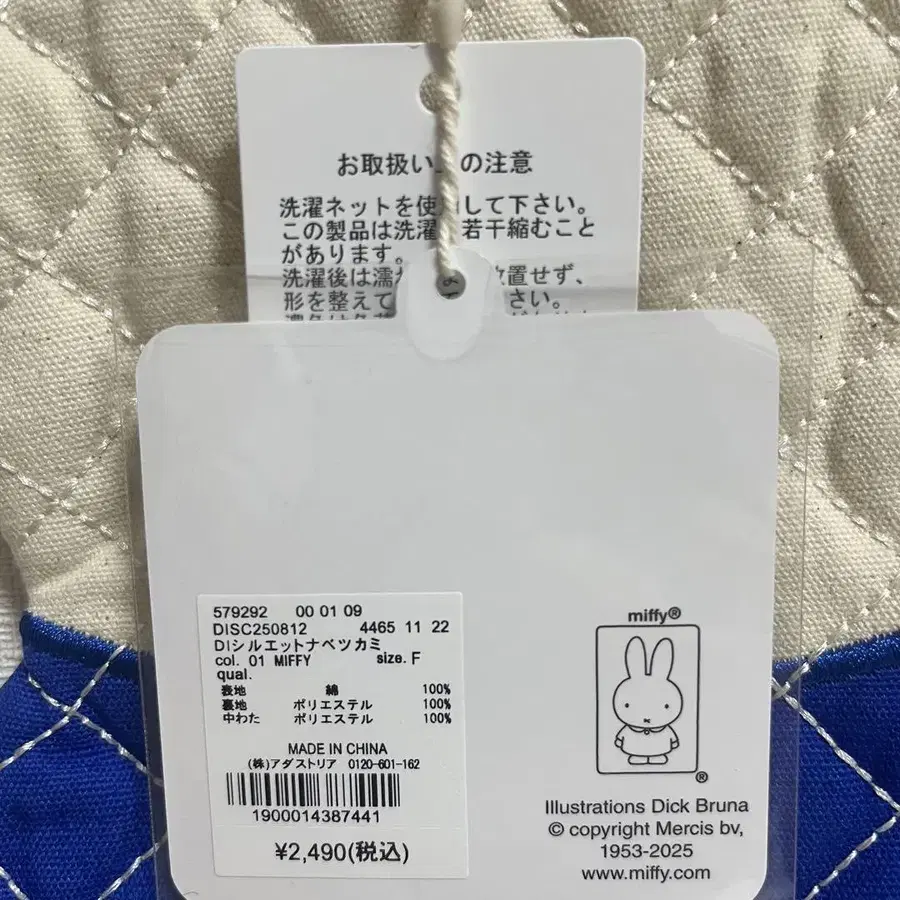 お取扱い の注意
洗濯ネットを使 して下さい。
この製品は洗濯 若干縮むこと
があります。
洗濯後は濡 放置せず、
形を整えて さい。
579292 00 01 09
DISC250812 4465 11 22
DIシルエットナベツカミ
col. 01 MIFFY size. F
qual.
表地 綿 100%
裏地 ポリエステル 100%
中わた ポリエステル 100%
MADE IN CHINA
(株)アダストリア 0120-601-162
1900014387441
¥2,490(税込)
miffy®
®
Illustrations Dick Bruna
© copyright Mercis bv,
1953-2025
www.miffy.com